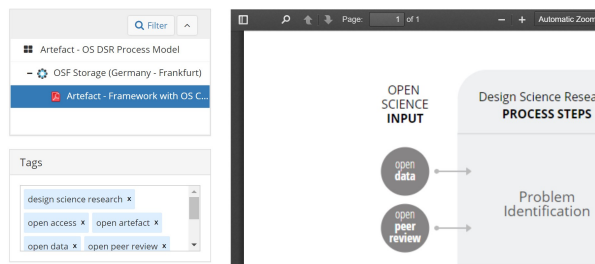 Filter
Artefact - OS DSR Process Model
OSF Storage (Germany - Frankfurt)
Artefact - Framework with OS C...
Tags
design science research x
open access x open artefact x
open data x open peer review x
Page: 1 of 1
Automatic Zoom
OPEN
SCIENCE
INPUT
Design Science Resea
PROCESS STEPS
open
data
open
peer
review
Problem
Identification